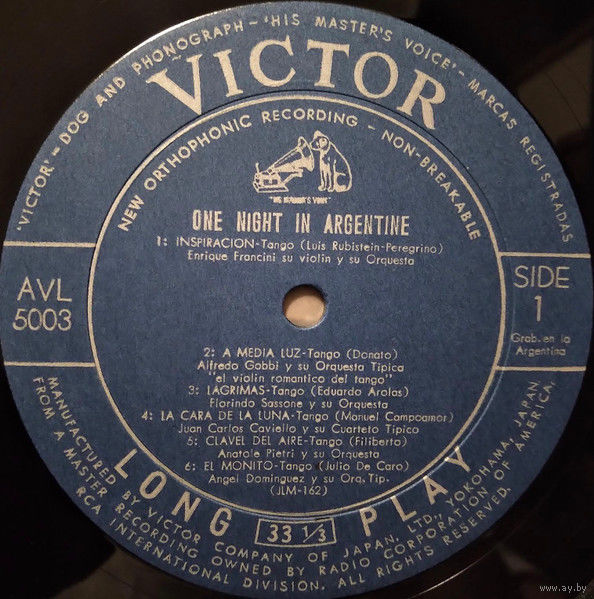 'VICTOR' - DOG AND PHONOGRAPH - 'HIS MASTER'S VOICE' - MARCAS REGISTRADAS
VICTOR
NEW ORTHOPHONIC RECORDING - NON-BREAKABLE
"HIS MASTER'S VOICE"
ONE NIGHT IN ARGENTINE
1: INSPIRACION-Tango (Luis Rubistein-Peregrino)
Enrique Francini su violin y su Orquesta
AVL
5003
SIDE
1
Grab. en la
Argentina
2: A MEDIA LUZ-Tango (Donato)
Alfredo Gobbi y su Orquesta Tipica
"el violin romantico del tango"
3: LAGRIMAS-Tango (Eduardo Arolas)
Florindo Sassone y su Orquesta
4: LA CARA DE LA LUNA-Tango (Manuel Campoamor)
Juan Carlos Caviello y su Cuarteto Tipico
5: CLAVEL DEL AIRE-Tango (Filiberto)
Anatole Pietri y su Orquesta
6: EL MONITO-Tango (Julio De Caro)
Angel Dominguez y su Orq. Tip.
(JLM-162)
LONG 33 1/3 PLAY
MANUFACTURED BY VICTOR COMPANY OF JAPAN, LTD., YOKOHAMA, JAPAN
FROM A MASTER RECORDING OWNED BY RADIO CORPORATION OF AMERICA.
RCA INTERNATIONAL DIVISION. ALL RIGHTS RESERVED.
www.ay.by